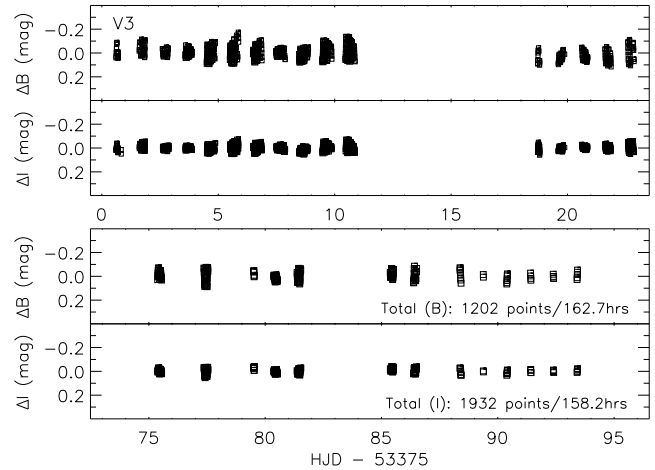 V3
ΔB (mag)
−0.2
0.0
0.2
ΔI (mag)
−0.2
0.0
0.2
0 5 10 15 20
ΔB (mag)
−0.2
0.0
0.2
Total (B): 1202 points/162.7hrs
ΔI (mag)
−0.2
0.0
0.2
Total (I): 1932 points/158.2hrs
75 80 85 90 95
HJD − 53375